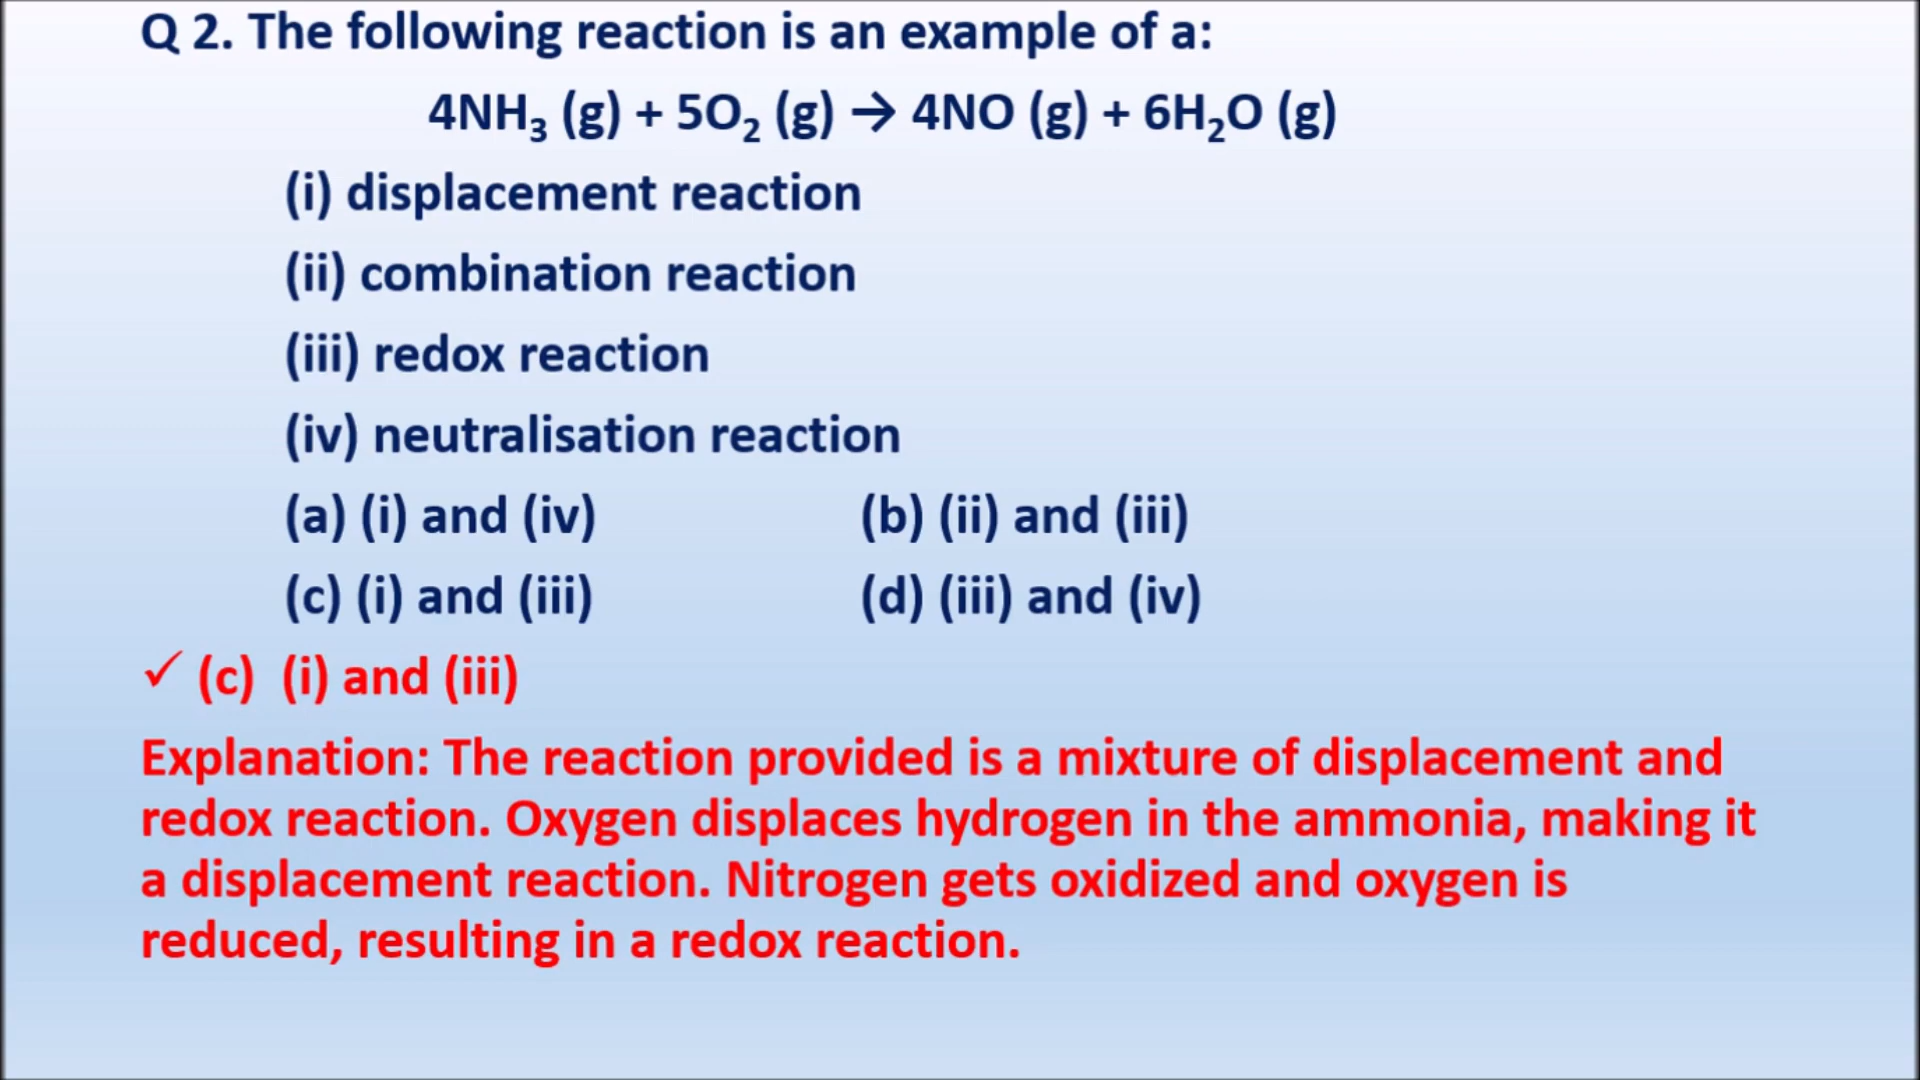 Q 2. The following reaction is an example of a:
4NH₃ (g) + 5O₂ (g) → 4NO (g) + 6H₂O (g)
(i) displacement reaction
(ii) combination reaction
(iii) redox reaction
(iv) neutralisation reaction
(a) (i) and (iv) (b) (ii) and (iii)
(c) (i) and (iii) (d) (iii) and (iv)
✓ (c) (i) and (iii)
Explanation: The reaction provided is a mixture of displacement and
redox reaction. Oxygen displaces hydrogen in the ammonia, making it
a displacement reaction. Nitrogen gets oxidized and oxygen is
reduced, resulting in a redox reaction.